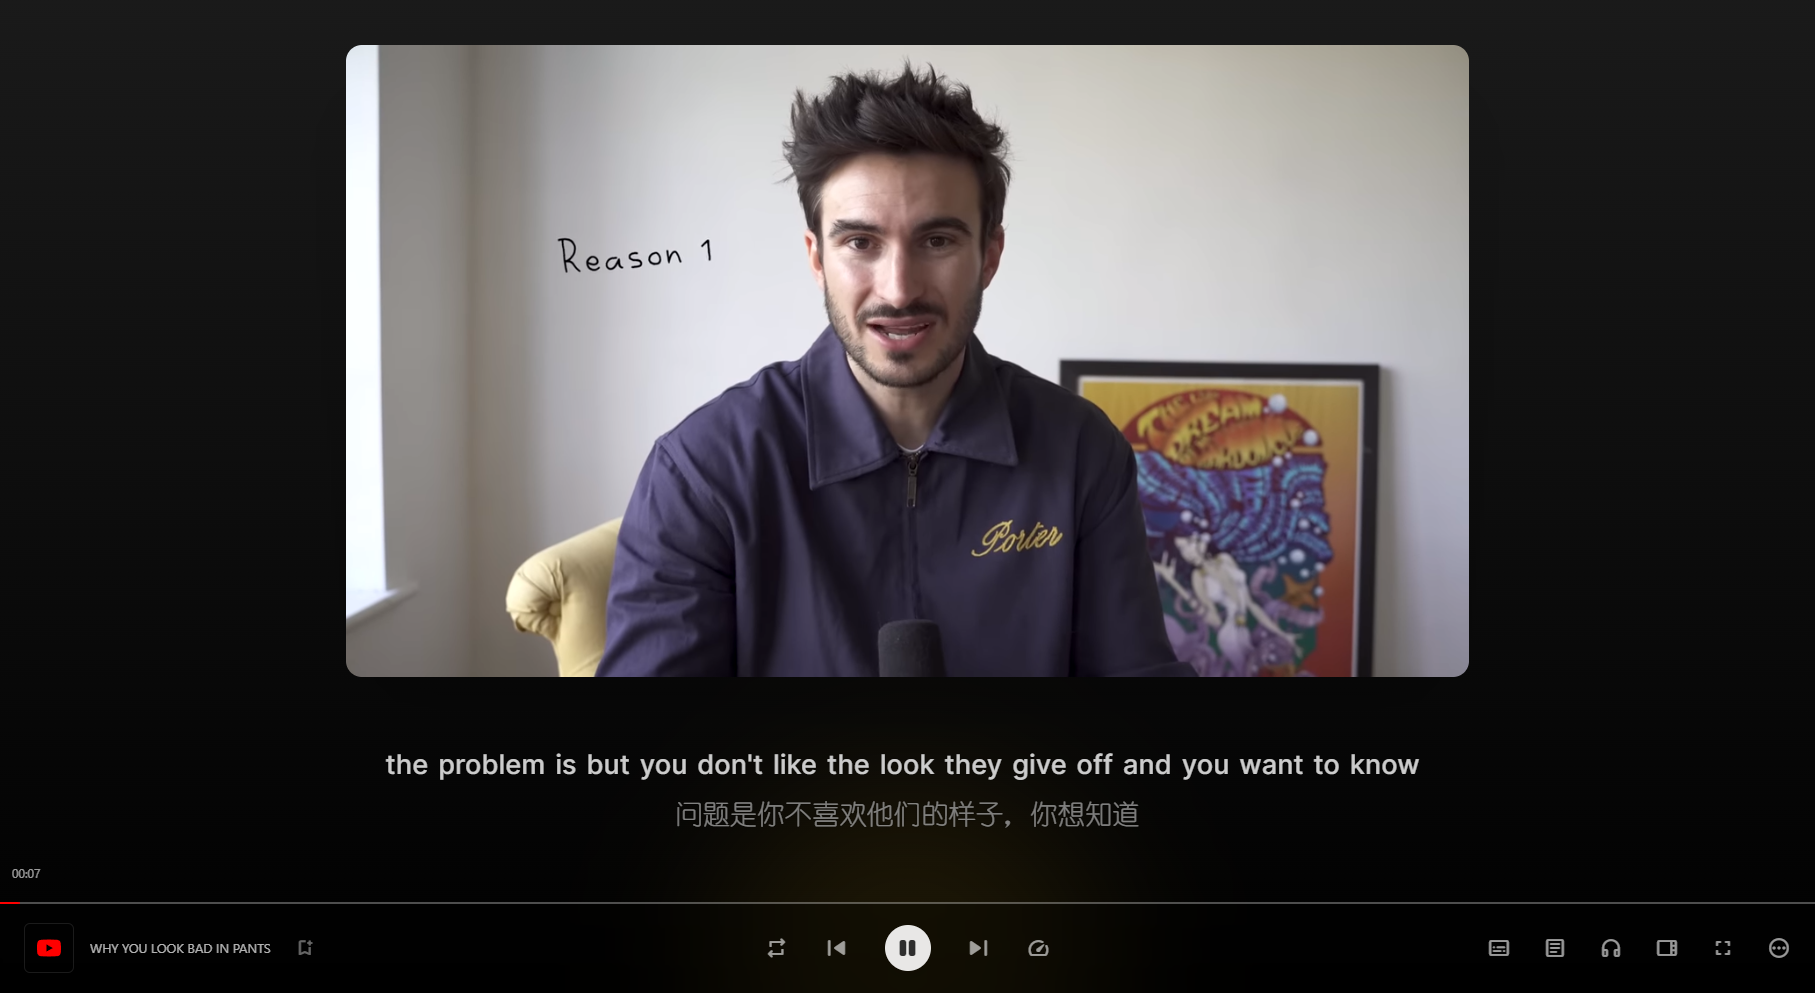 Reason 1
Porter
THE
DREAM
the problem is but you don't like the look they give off and you want to know
问题是你不喜欢他们的样子，你想知道
00:07
WHY YOU LOOK BAD IN PANTS